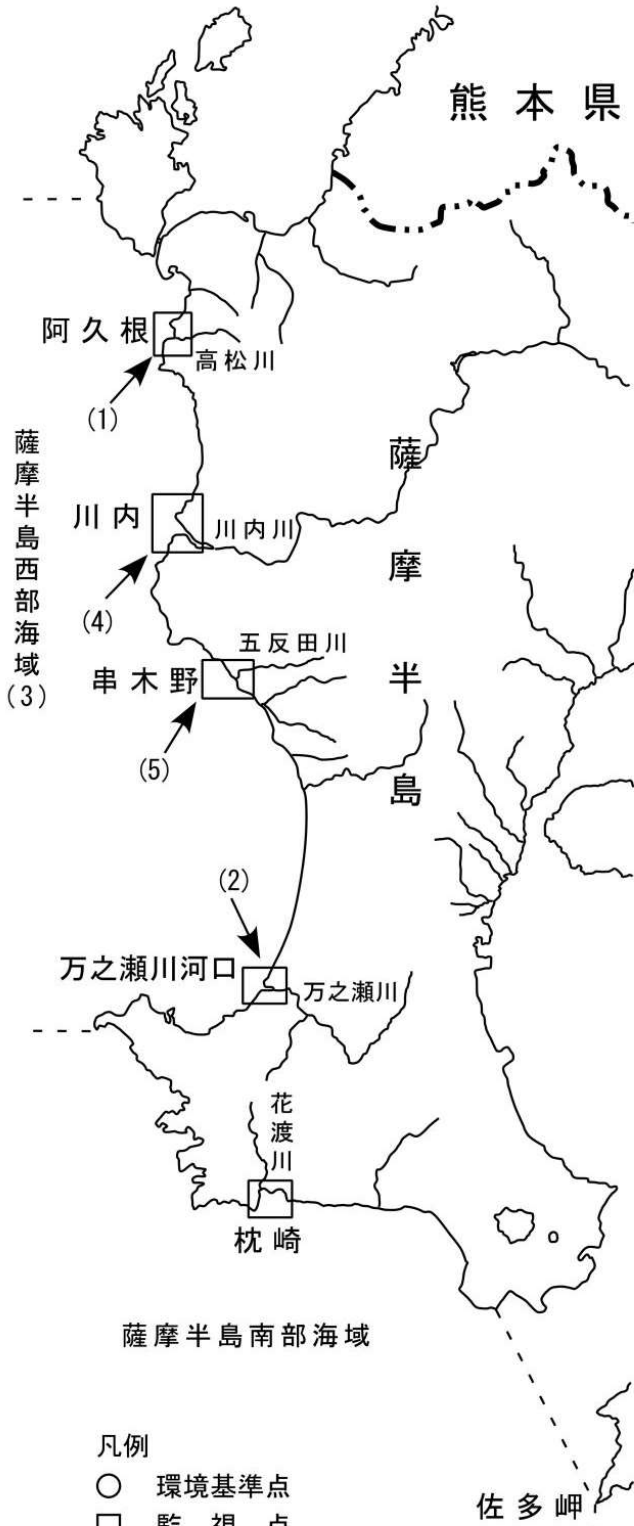 熊本県
阿久根
高松川
(1)
薩摩半島西部海域
(3)
薩摩半島
川内
川内川
(4)
五反田川
串木野
(5)
(2)
万之瀬川河口
万之瀬川
花渡川
枕崎
薩摩半島南部海域
凡例
○ 環境基準点
□ 監視点
佐多岬